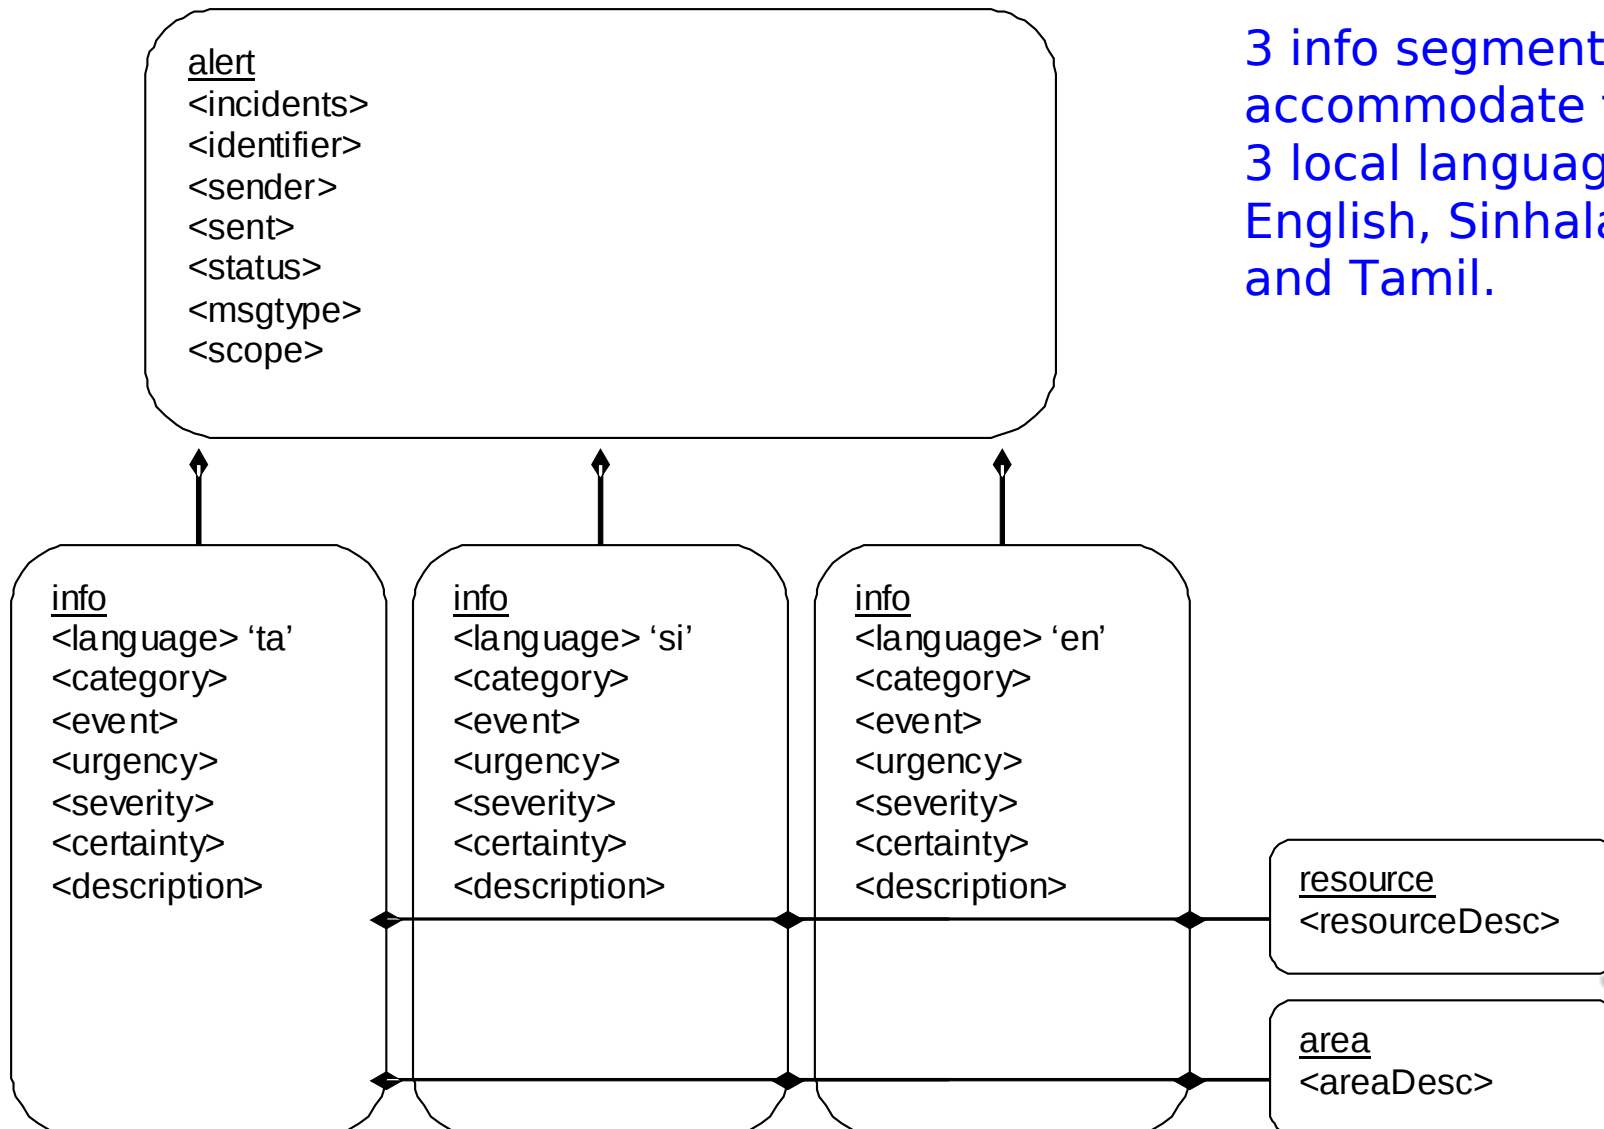 alert
<incidents>
<identifier>
<sender>
<sent>
<status>
<msgtype>
<scope>
3 info segment
accommodate
3 local languag
English, Sinhala
and Tamil.
info
<language> ‘ta’
<category>
<event>
<urgency>
<severity>
<certainty>
<description>
info
<language> ‘si’
<category>
<event>
<urgency>
<severity>
<certainty>
<description>
info
<language> ‘en’
<category>
<event>
<urgency>
<severity>
<certainty>
<description>
resource
<resourceDesc>
area
<areaDesc>